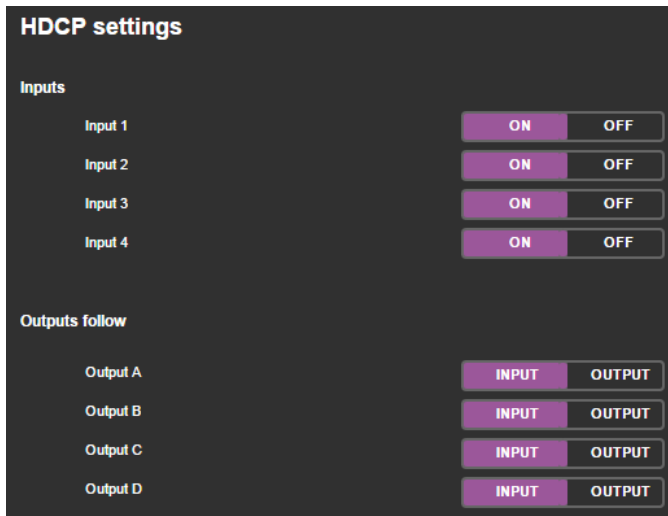 HDCP settings
Inputs
Input 1 ON OFF
Input 2 ON OFF
Input 3 ON OFF
Input 4 ON OFF
Outputs follow
Output A INPUT OUTPUT
Output B INPUT OUTPUT
Output C INPUT OUTPUT
Output D INPUT OUTPUT